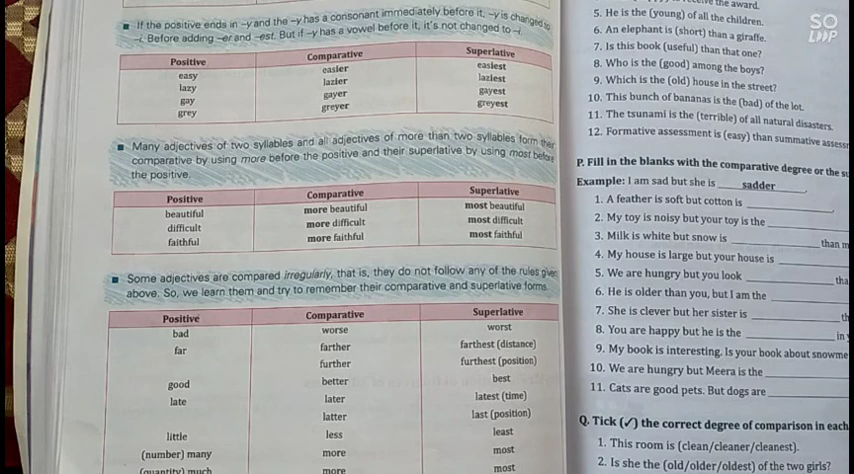 If the positive ends in –y and the –y has a consonant immediately before it, –y is changed to
–i. Before adding –er and –est. But if –y has a vowel before it, it's not changed to –i.
Positive Comparative Superlative
easy easier easiest
lazy lazier laziest
gay gayer gayest
grey greyer greyest
Many adjectives of two syllables and all adjectives of more than two syllables form their
comparative by using more before the positive and their superlative by using most before
the positive.
Positive Comparative Superlative
beautiful more beautiful most beautiful
difficult more difficult most difficult
faithful more faithful most faithful
Some adjectives are compared irregularly, that is, they do not follow any of the rules given
above. So, we learn them and try to remember their comparative and superlative forms.
Positive Comparative Superlative
bad worse worst
far farther farthest (distance)
further furthest (position)
good better best
late later latest (time)
latter last (position)
little less least
(number) many more most
(quantity) much more most
the award.
5. He is the (young) of all the children.
6. An elephant is (short) than a giraffe.
7. Is this book (useful) than that one?
8. Who is the (good) among the boys?
9. Which is the (old) house in the street?
10. This bunch of bananas is the (bad) of the lot.
11. The tsunami is the (terrible) of all natural disasters.
12. Formative assessment is (easy) than summative assessm
P. Fill in the blanks with the comparative degree or the su
Example: I am sad but she is sadder.
1. A feather is soft but cotton is
2. My toy is noisy but your toy is the
3. Milk is white but snow is than m
4. My house is large but your house is
5. We are hungry but you look tha
6. He is older than you, but I am the
7. She is clever but her sister is th
8. You are happy but he is the in
9. My book is interesting. Is your book about snowme
10. We are hungry but Meera is the
11. Cats are good pets. But dogs are
Q. Tick (✓) the correct degree of comparison in each
1. This room is (clean/cleaner/cleanest).
2. Is she the (old/older/oldest) of the two girls?
SO
LOOP